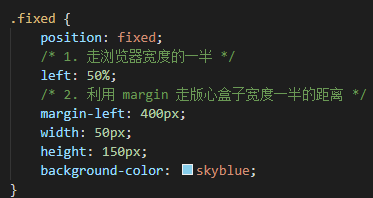 .fixed {
position: fixed;
/* 1. 走浏览器宽度的一半 */
left: 50%;
/* 2. 利用 margin 走版心盒子宽度一半的距离 */
margin-left: 400px;
width: 50px;
height: 150px;
background-color: skyblue;
}